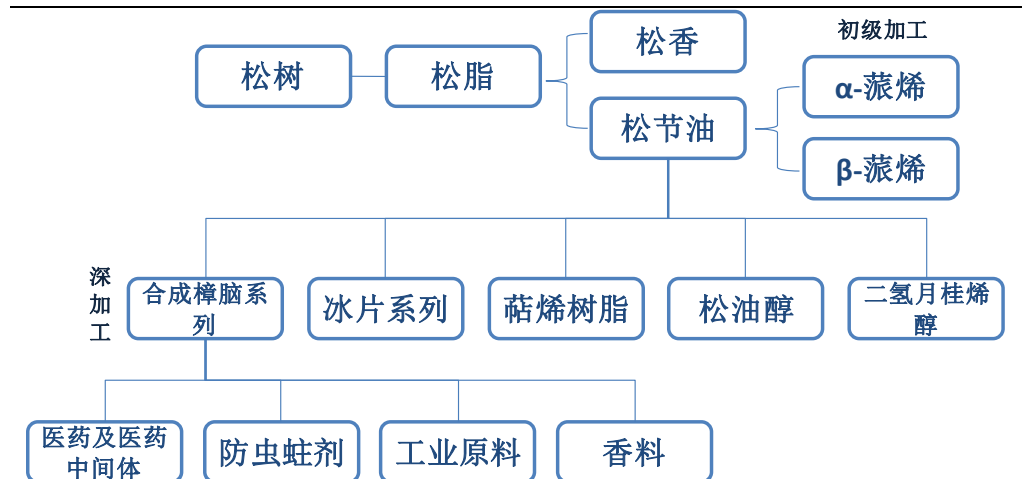 初级加工
松香
松树
松脂
α-蒎烯
松节油
β-蒎烯
深
加
工
合成樟脑系
列
冰片系列
萜烯树脂
松油醇
二氢月桂烯
醇
医药及医药
中间体
防虫蛀剂
工业原料
香料